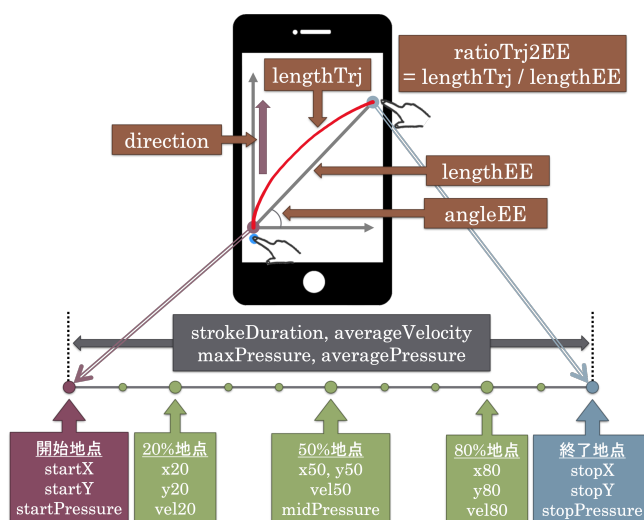 ratioTrj2EE
= lengthTrj / lengthEE
lengthTrj
direction
lengthEE
angleEE
strokeDuration, averageVelocity
maxPressure, averagePressure
開始地点
startX
startY
startPressure
20%地点
x20
y20
vel20
50%地点
x50, y50
vel50
midPressure
80%地点
x80
y80
vel80
終了地点
stopX
stopY
stopPressure